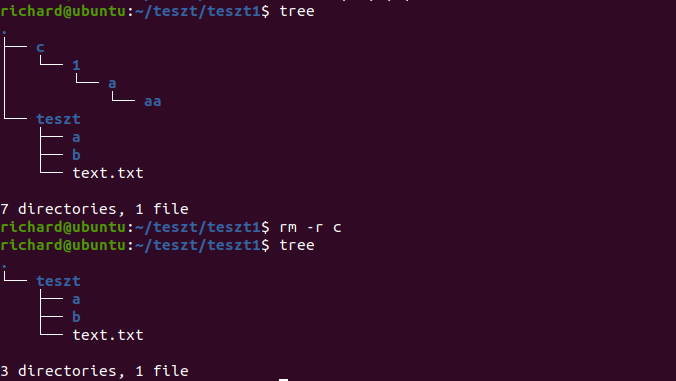 richard@ubuntu:~/teszt/teszt1$ tree
.
├── c
│   └── 1
│       └── a
│           └── aa
└── teszt
    ├── a
    ├── b
    └── text.txt

7 directories, 1 file
richard@ubuntu:~/teszt/teszt1$ rm -r c
richard@ubuntu:~/teszt/teszt1$ tree
.
└── teszt
    ├── a
    ├── b
    └── text.txt

3 directories, 1 file